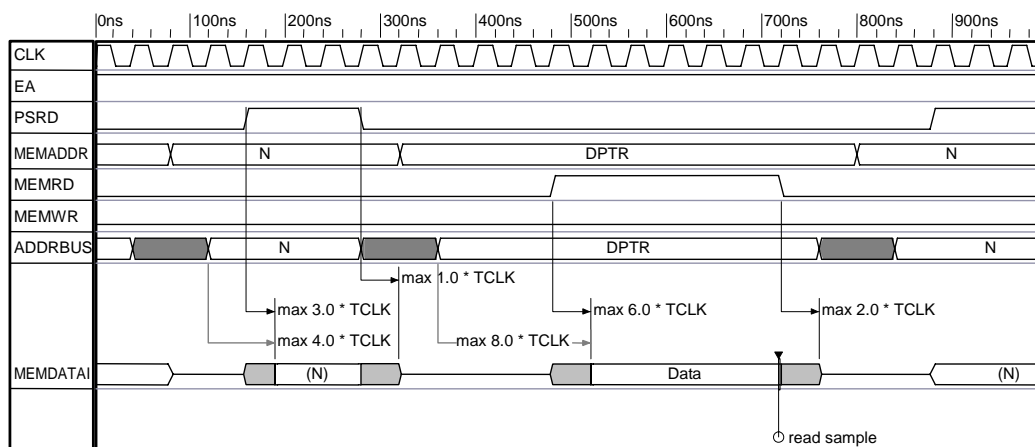 0ns 100ns 200ns 300ns 400ns 500ns 600ns 700ns 800ns 900ns
CLK
EA
PSRD
MEMADDR N DPTR N
MEMRD
MEMWR
ADDRBUS N DPTR N
max 1.0 * TCLK
max 3.0 * TCLK max 6.0 * TCLK max 2.0 * TCLK
max 4.0 * TCLK max 8.0 * TCLK
MEMDATAI (N) Data (N)
read sample